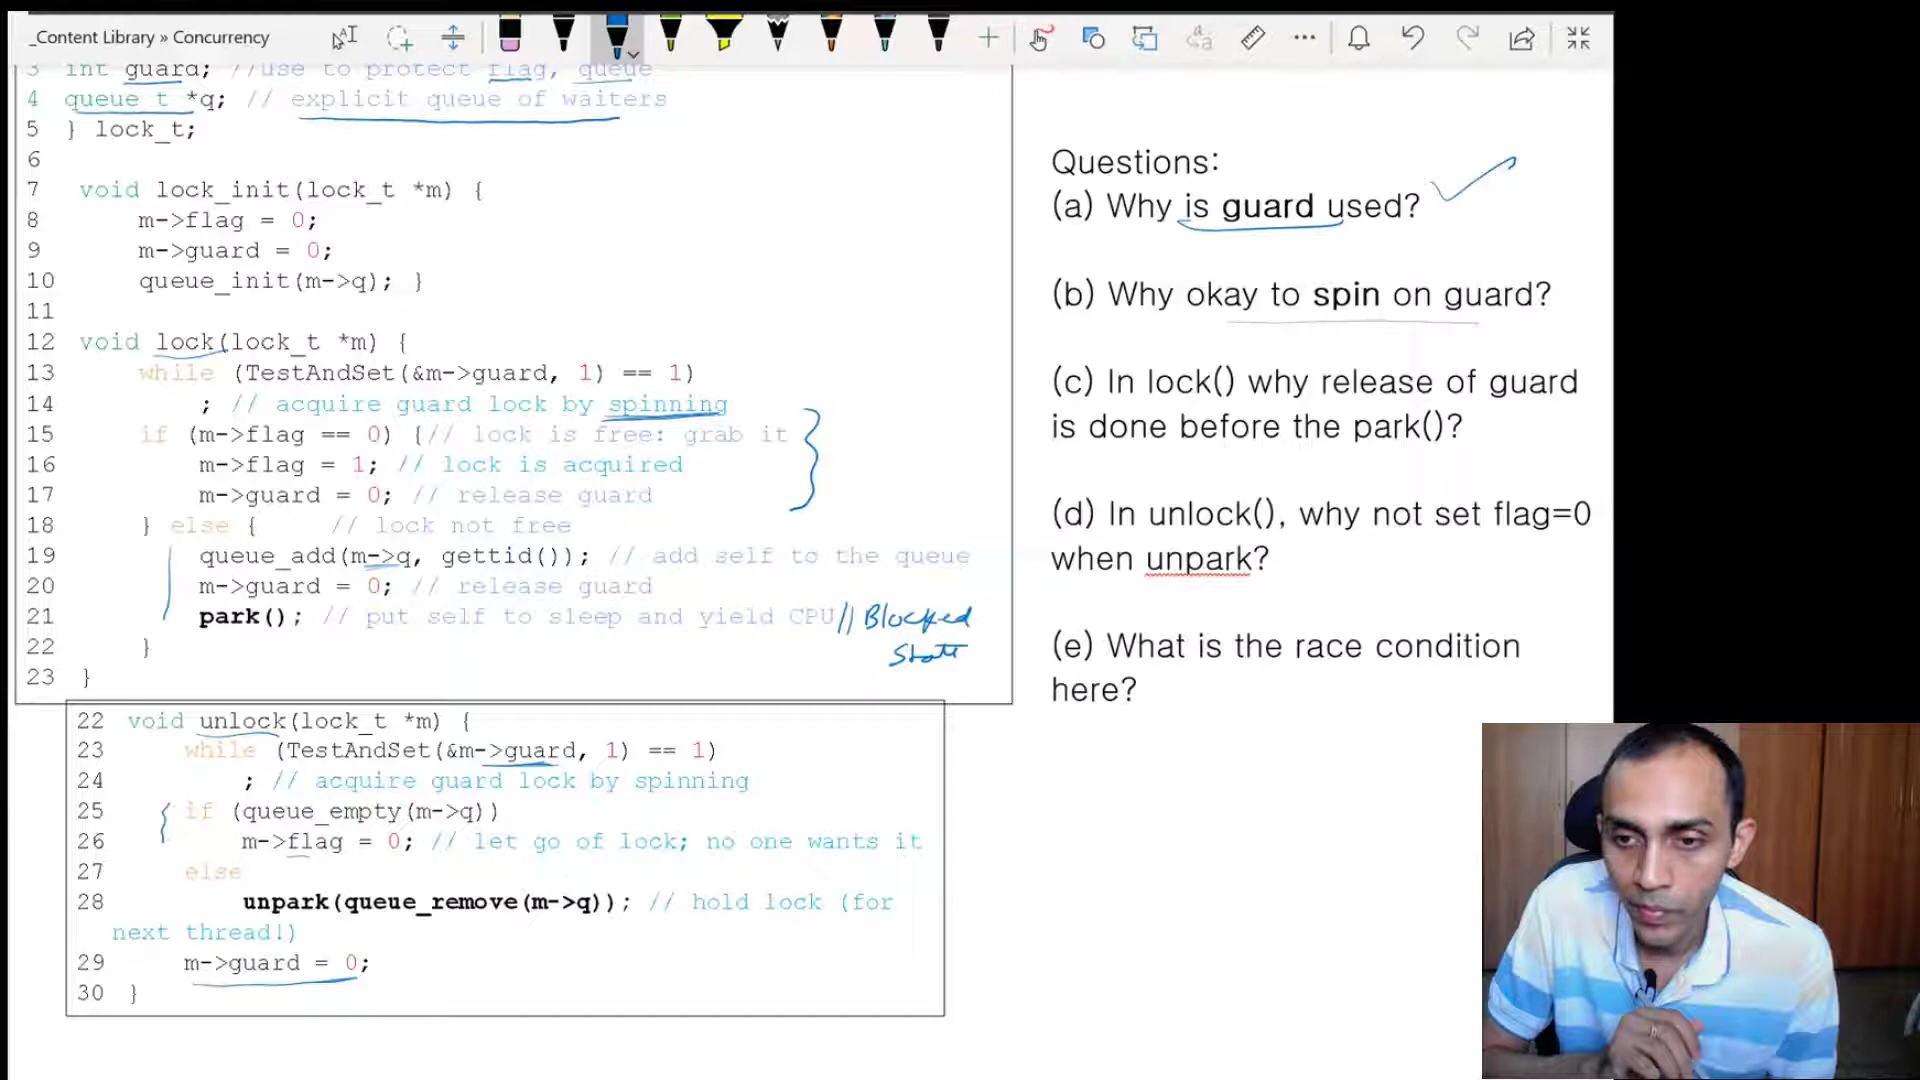 _Content Library » Concurrency
3 int guard; //use to protect flag, queue
4 queue_t *q; // explicit queue of waiters
5 } lock_t;
6
7 void lock_init(lock_t *m) {
8 m->flag = 0;
9 m->guard = 0;
10 queue_init(m->q); }
11
12 void lock(lock_t *m) {
13 while (TestAndSet(&m->guard, 1) == 1)
14 ; // acquire guard lock by spinning
15 if (m->flag == 0) {// lock is free: grab it
16 m->flag = 1; // lock is acquired
17 m->guard = 0; // release guard
18 } else { // lock not free
19 queue_add(m->q, gettid()); // add self to the queue
20 m->guard = 0; // release guard
21 park(); // put self to sleep and yield CPU // Blocked
State
22 }
23 }
22 void unlock(lock_t *m) {
23 while (TestAndSet(&m->guard, 1) == 1)
24 ; // acquire guard lock by spinning
25 if (queue_empty(m->q))
26 m->flag = 0; // let go of lock; no one wants it
27 else
28 unpark(queue_remove(m->q)); // hold lock (for
next thread!)
29 m->guard = 0;
30 }
Questions:
(a) Why is guard used?
(b) Why okay to spin on guard?
(c) In lock() why release of guard
is done before the park()?
(d) In unlock(), why not set flag=0
when unpark?
(e) What is the race condition
here?